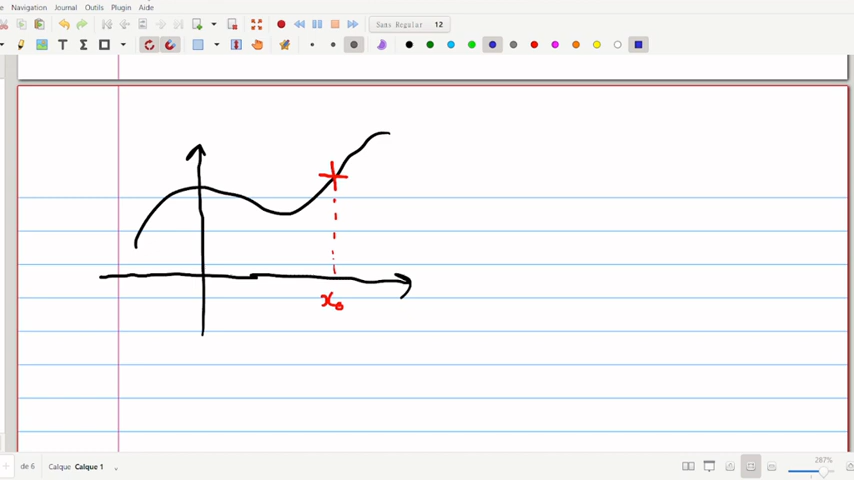 Navigation Journal Outils Plugin Aide
Sans Regular 12
x₀
de 6 Calque Calque 1 287%